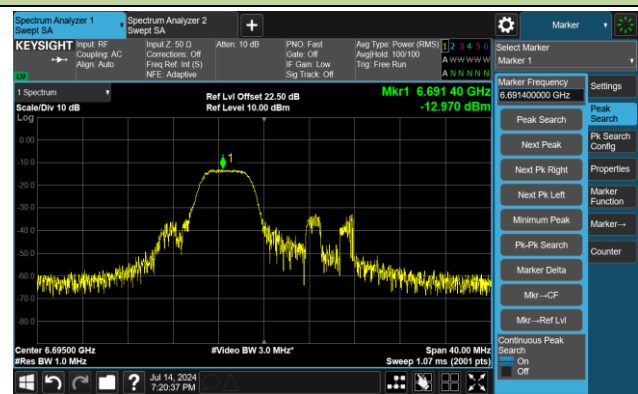 Spectrum Analyzer 1
Swept SA
Spectrum Analyzer 2
Swept SA
+
Marker
KEYSIGHT
Input: RF
Coupling: AC
Align: Auto
Input Z: 50 Ω
Corrections: Off
Freq Ref: Int (S)
NFE: Adaptive
Atten: 10 dB
PNO: Fast
Gate: Off
IF Gain: Low
Sig Track: Off
Avg Type: Power (RMS)
Avg|Hold: 100/100
Trig: Free Run
1 2 3 4 5 6
A W W W W W
A N N N N N
Select Marker
Marker 1
1 Spectrum
Scale/Div 10 dB
Log
Ref Lvl Offset 22.50 dB
Ref Level 10.00 dBm
Mkr1 6.691 40 GHz
-12.970 dBm
0.00
-10.0
-20.0
-30.0
-40.0
-50.0
-60.0
-70.0
-80.0
1
Center 6.69500 GHz
#Res BW 1.0 MHz
#Video BW 3.0 MHz*
Span 40.00 MHz
Sweep 1.07 ms (2001 pts)
Marker Frequency
6.691400000 GHz
Peak Search
Next Peak
Next Pk Right
Next Pk Left
Minimum Peak
Pk-Pk Search
Marker Delta
Mkr→CF
Mkr→Ref Lvl
Continuous Peak
Search
On
Off
Settings
Peak
Search
Pk Search
Config
Properties
Marker
Function
Marker→
Counter
?
Jul 14, 2024
7:20:37 PM